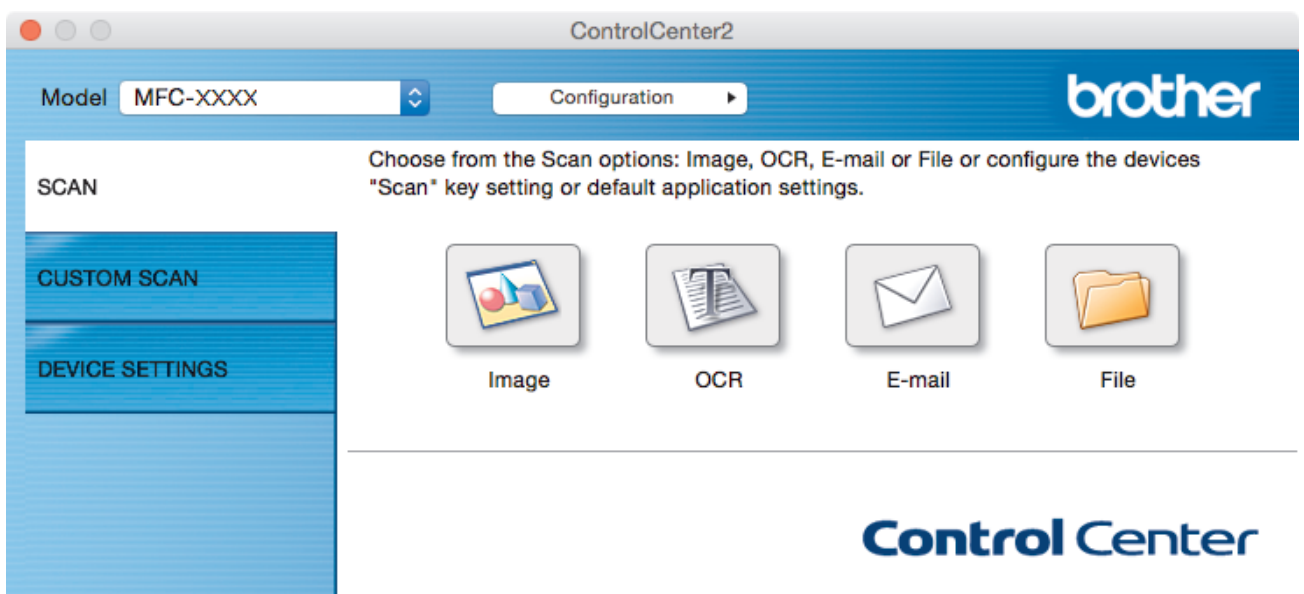 ControlCenter2
Model MFC-XXXX Configuration brother
SCAN
CUSTOM SCAN
DEVICE SETTINGS
Choose from the Scan options: Image, OCR, E-mail or File or configure the devices
"Scan" key setting or default application settings.
Image OCR E-mail File
Control Center